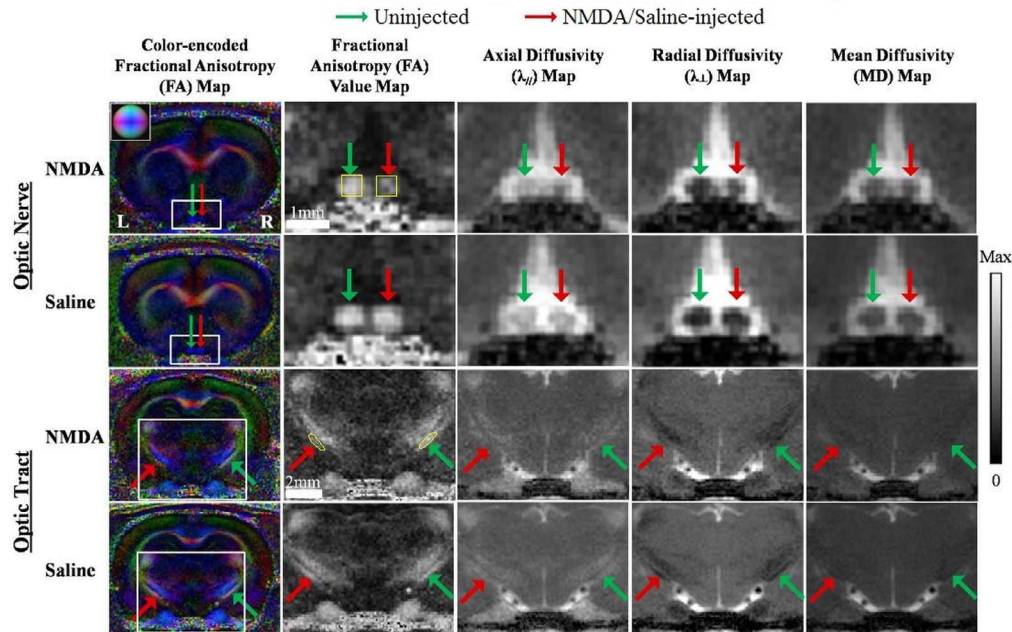 Uninjected
NMDA/Saline-injected
Color-encoded
Fractional Anisotropy
(FA) Map
Fractional
Anisotropy (FA)
Value Map
Axial Diffusivity
(λ//) Map
Radial Diffusivity
(λ⊥) Map
Mean Diffusivity
(MD) Map
Optic Nerve
NMDA
L
R
1mm
Saline
Max
0
Optic Tract
NMDA
2mm
Saline